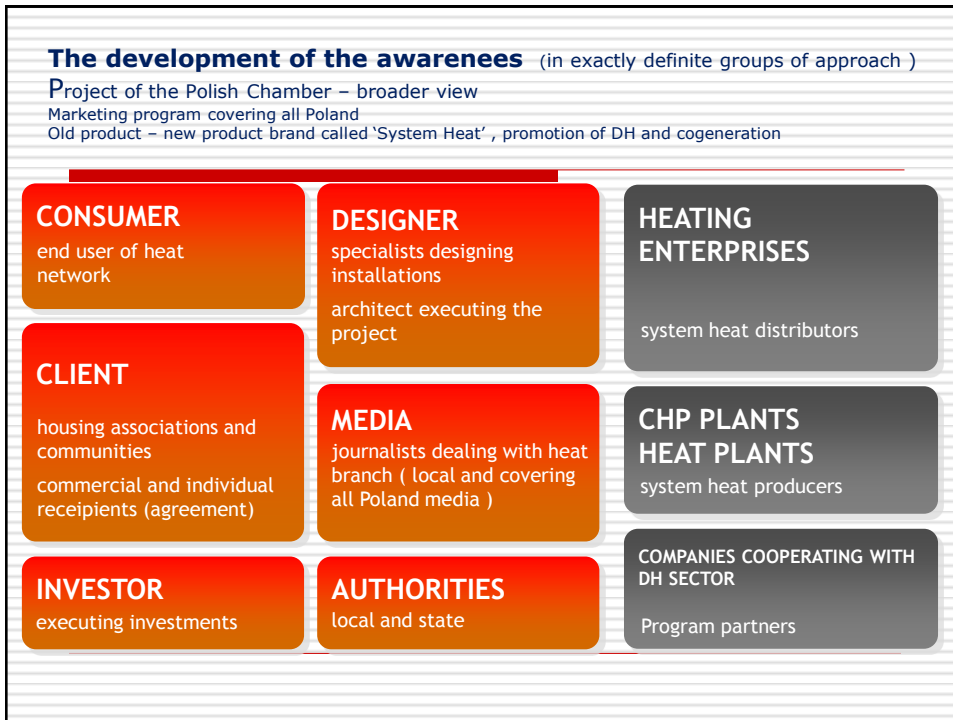 The development of the awarenees (in exactly definite groups of approach )
Project of the Polish Chamber – broader view
Marketing program covering all Poland
Old product – new product brand called ‘System Heat’ , promotion of DH and cogeneration
CONSUMER
end user of heat
network
CLIENT
housing associations and
communities
commercial and individual
receipients (agreement)
INVESTOR
executing investments
DESIGNER
specialists designing
installations
architect executing the
project
MEDIA
journalists dealing with heat
branch ( local and covering
all Poland media )
AUTHORITIES
local and state
HEATING
ENTERPRISES
system heat distributors
CHP PLANTS
HEAT PLANTS
system heat producers
COMPANIES COOPERATING WITH
DH SECTOR
Program partners